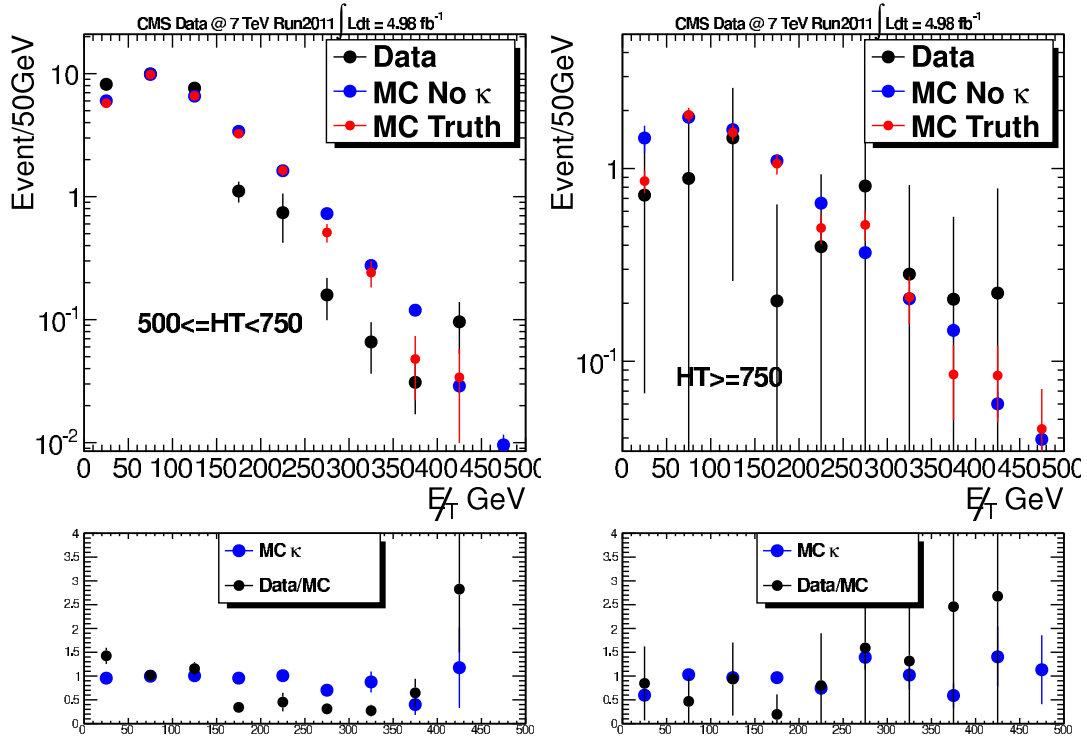 CMS Data @ 7 TeV Run2011 ∫ Ldt = 4.98 fb⁻¹
Event/50GeV
Data
MC No κ
MC Truth
10
1
10⁻¹
10⁻²
500<=HT<750
0 50 100 150 200 250 300 350 400 450 500
E̸T GeV
CMS Data @ 7 TeV Run2011 ∫ Ldt = 4.98 fb⁻¹
Event/50GeV
Data
MC No κ
MC Truth
1
10⁻¹
HT>=750
0 50 100 150 200 250 300 350 400 450 500
E̸T GeV
MC κ
Data/MC
4
3.5
3
2.5
2
1.5
1
0.5
0
0 50 100 150 200 250 300 350 400 450 500
MC κ
Data/MC
4
3.5
3
2.5
2
1.5
1
0.5
0
0 50 100 150 200 250 300 350 400 450 500